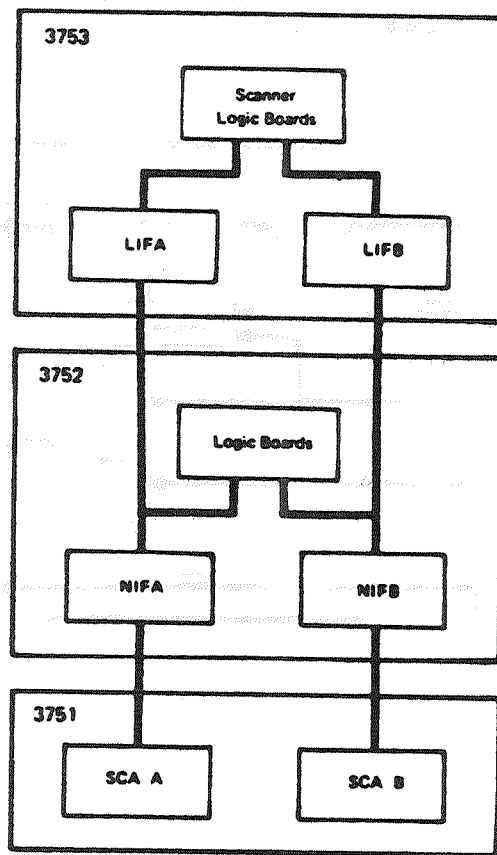 3753
Scanner
Logic Boards
LIFA
LIFB
3752
Logic Boards
NIFA
NIFB
3751
SCA A
SCA B